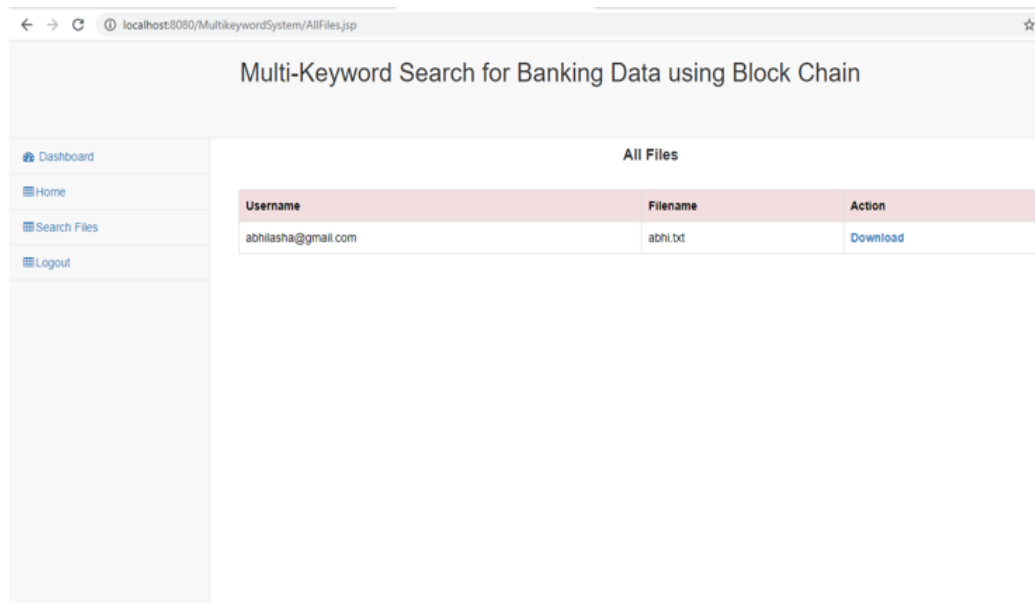 localhost:8080/MultikeywordSystem/AllFiles.jsp
Multi-Keyword Search for Banking Data using Block Chain
Dashboard
Home
Search Files
Logout
All Files
Username Filename Action
abhilasha@gmail.com abhi.txt Download